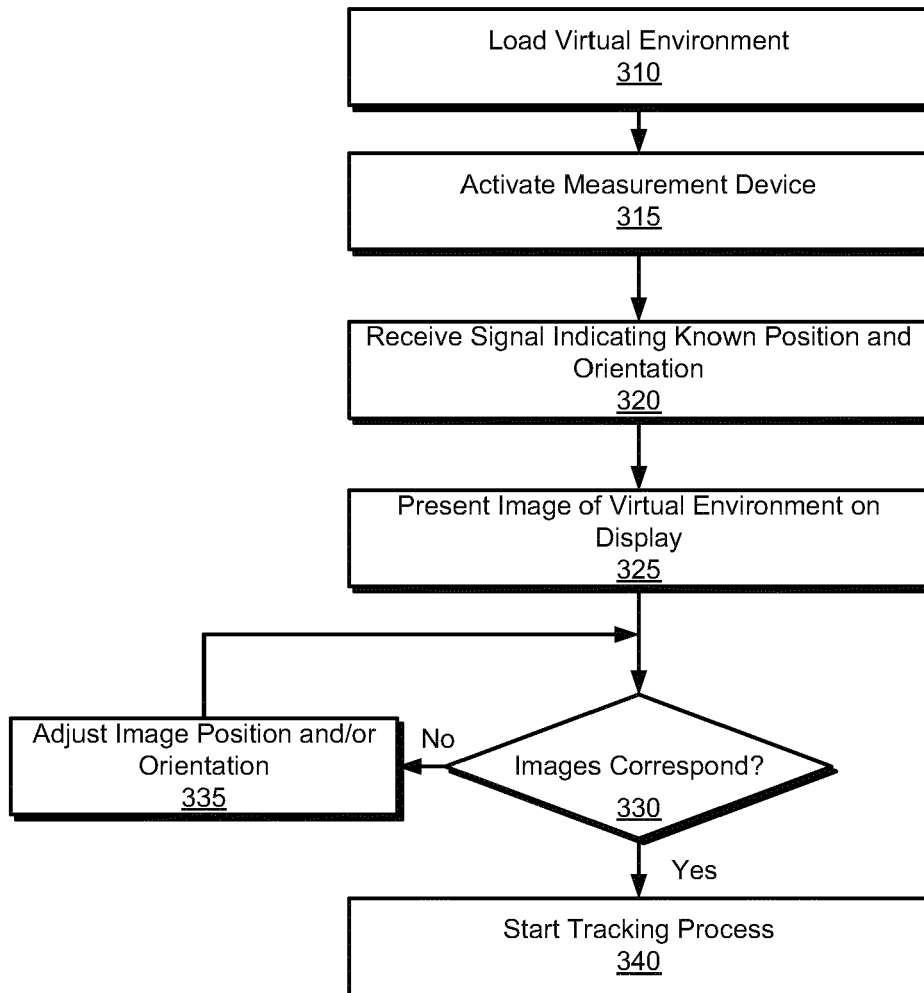 Load Virtual Environment
310
Activate Measurement Device
315
Receive Signal Indicating Known Position and
Orientation
320
Present Image of Virtual Environment on
Display
325
Adjust Image Position and/or
Orientation
335
No
Images Correspond?
330
Yes
Start Tracking Process
340